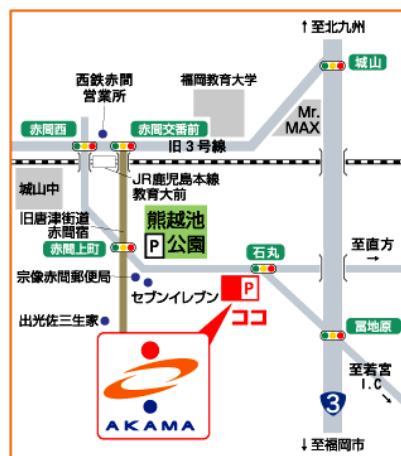 ↑至北九州
城山
西鉄赤間
営業所
福岡教育大学
Mr.
MAX
赤間西
赤間交番前
旧3号線
城山中
JR鹿児島本線
教育大前
旧唐津街道
赤間宿
熊越池
P公園
赤間上町
石丸
至直方
→
宗像赤間郵便局
セブンイレブン
P
ココ
出光佐三生家
冨地原
至若宮
I.C
AKAMA
3
↓至福岡市